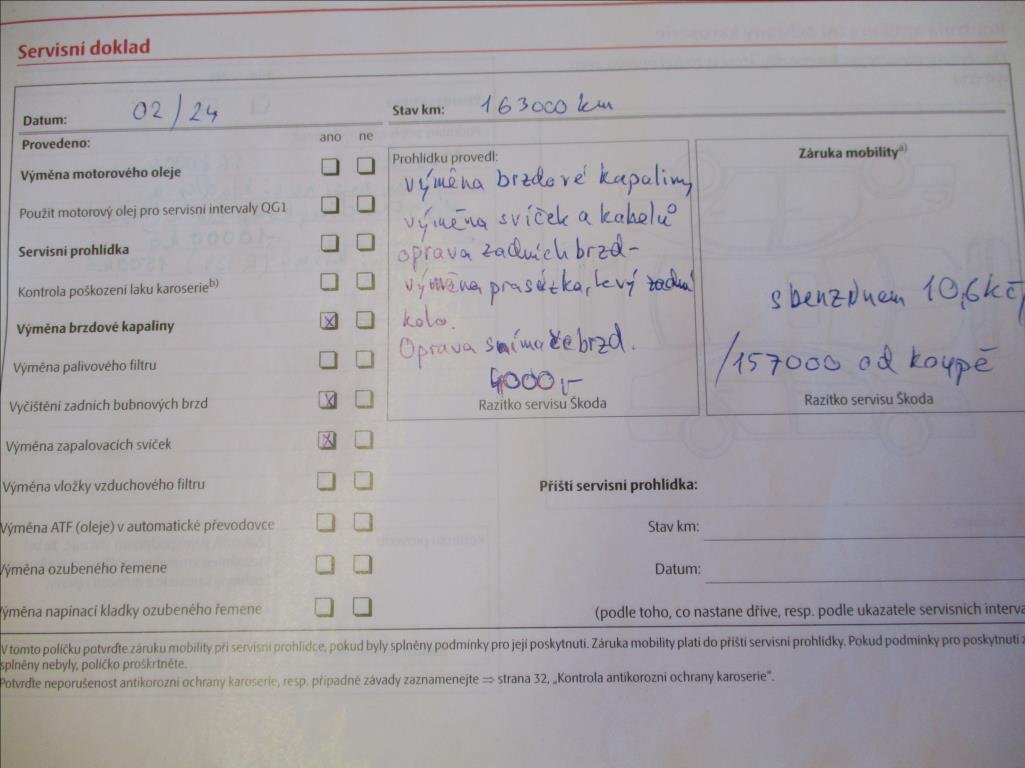 Servisní doklad
Datum: 02/24 Stav km: 163000 km
Provedeno: ano ne
Výměna motorového oleje
Použit motorový olej pro servisní intervaly QG1
Servisní prohlídka
Kontrola poškození laku karoserie b)
Výměna brzdové kapaliny X
Výměna palivového filtru
Vyčištění zadních bubnových brzd X
Výměna zapalovacích svíček X
Výměna vložky vzduchového filtru
Výměna ATF (oleje) v automatické převodovce
Výměna ozubeného řemene
Výměna napínací kladky ozubeného řemene
Prohlídku provedl:
výměna brzdové kapaliny
výměna svíček a kabelů
oprava zadních brzd-
výměna prasátka, levý zadní
kolo.
Oprava snímače brzd.
4000,-
Razítko servisu Škoda
Záruka mobility a)
s benzínem 10,6 kč
/157000 od koupě
Razítko servisu Škoda
Příští servisní prohlídka:
Stav km:
Datum:
(podle toho, co nastane dříve, resp. podle ukazatele servisních interva
V tomto políčku potvrďte záruku mobility při servisní prohlídce, pokud byly splněny podmínky pro její poskytnutí. Záruka mobility platí do příští servisní prohlídky. Pokud podmínky pro poskytnutí z
splněny nebyly, políčko proškrtněte.
Potvrďte neporušenost antikorozní ochrany karoserie, resp. případné závady zaznamenejte ⇒ strana 32, „Kontrola antikorozní ochrany karoserie".